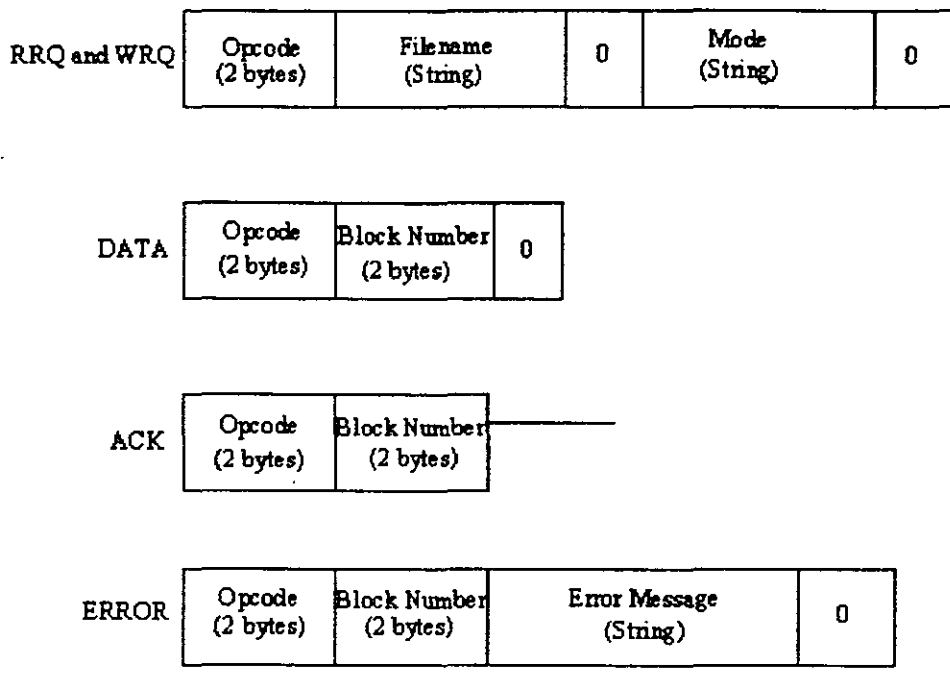 RRQ and WRQ
Opcode
(2 bytes)
Filename
(String)
0
Mode
(String)
0
DATA
Opcode
(2 bytes)
Block Number
(2 bytes)
0
ACK
Opcode
(2 bytes)
Block Number
(2 bytes)
ERROR
Opcode
(2 bytes)
Block Number
(2 bytes)
Error Message
(String)
0